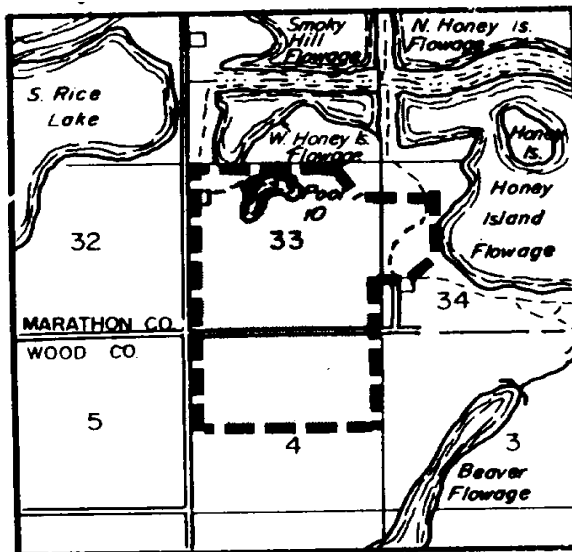 Smoky
Hill
Flowage
N. Honey Is.
Flowage
S. Rice
Lake
W. Honey Is.
Flowage
Honey
Is.
Pool
10
Honey
Island
Flowage
32
33
34
MARATHON CO.
WOOD CO.
5
4
3
Beaver
Flowage